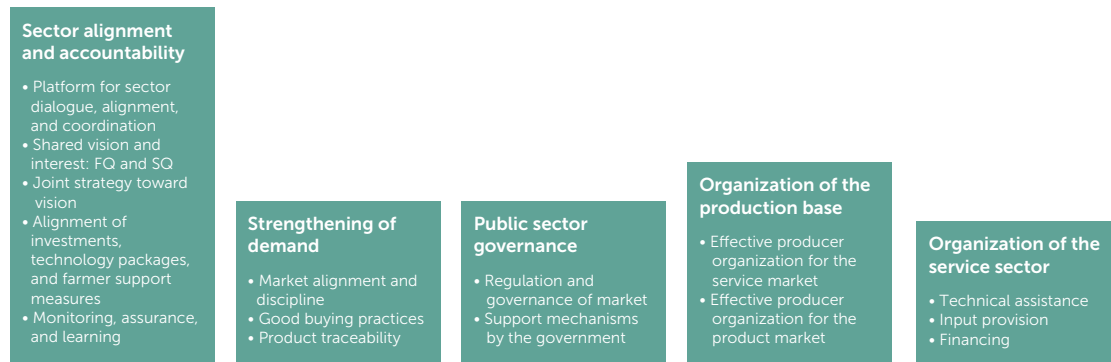 Sector alignment
and accountability
• Platform for sector
dialogue, alignment,
and coordination
• Shared vision and
interest: FQ and SQ
• Joint strategy toward
vision
• Alignment of
investments,
technology packages,
and farmer support
measures
• Monitoring, assurance,
and learning
Strengthening of
demand
• Market alignment and
discipline
• Good buying practices
• Product traceability
Public sector
governance
• Regulation and
governance of market
• Support mechanisms
by the government
Organization of the
production base
• Effective producer
organization for the
service market
• Effective producer
organization for the
product market
Organization of the
service sector
• Technical assistance
• Input provision
• Financing